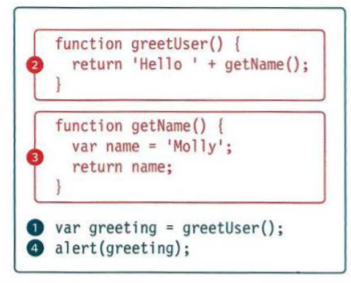 function greetUser() {
2 return 'Hello ' + getName();
}
function getName() {
var name = 'Molly';
3 return name;
}
1 var greeting = greetUser();
4 alert(greeting);